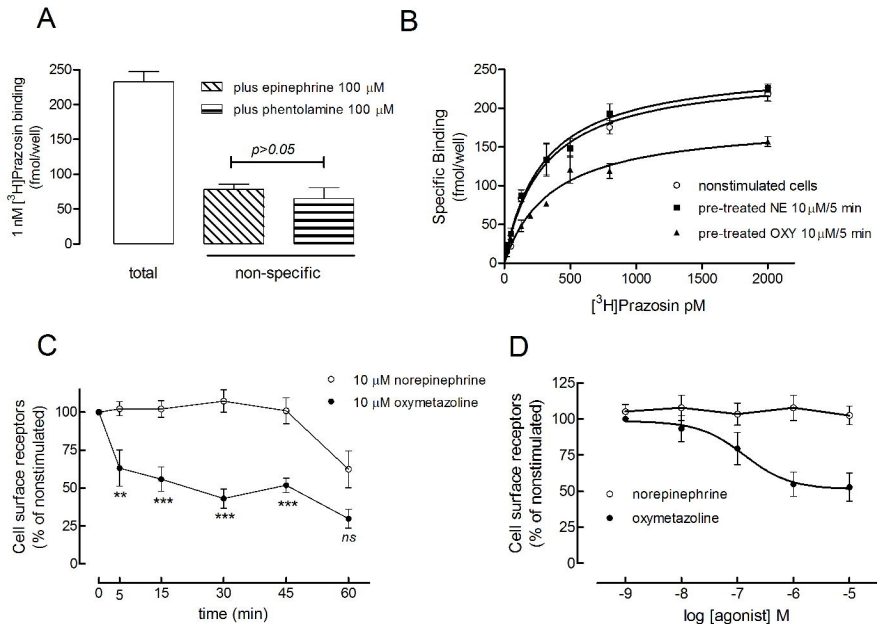 A
1 nM [³H]Prazosin binding
(fmol/well)
250
200
150
100
50
0
plus epinephrine 100 μM
plus phentolamine 100 μM
p>0.05
total
non-specific
B
Specific Binding
(fmol/well)
250
200
150
100
50
0
nonstimulated cells
pre-treated NE 10 μM/5 min
pre-treated OXY 10 μM/5 min
0
500
1000
1500
2000
[³H]Prazosin pM
C
Cell surface receptors
(% of nonstimulated)
100
75
50
25
10 μM norepinephrine
10 μM oxymetazoline
**
***
***
***
ns
0
5
15
30
45
60
time (min)
D
Cell surface receptors
(% of nonstimulated)
125
100
75
50
25
0
norepinephrine
oxymetazoline
-9
-8
-7
-6
-5
log [agonist] M